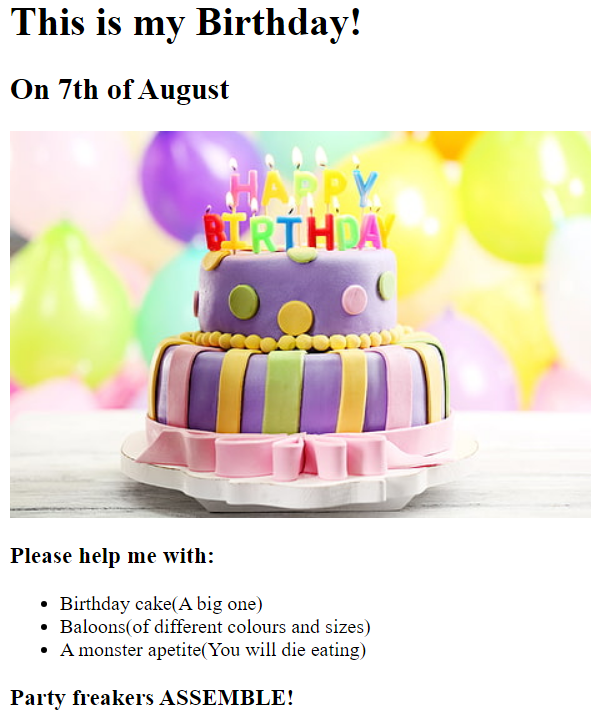 This is my Birthday!
On 7th of August
HAPPY
BIRTHDAY
Please help me with:
Birthday cake(A big one)
Baloons(of different colours and sizes)
A monster apetite(You will die eating)
Party freakers ASSEMBLE!